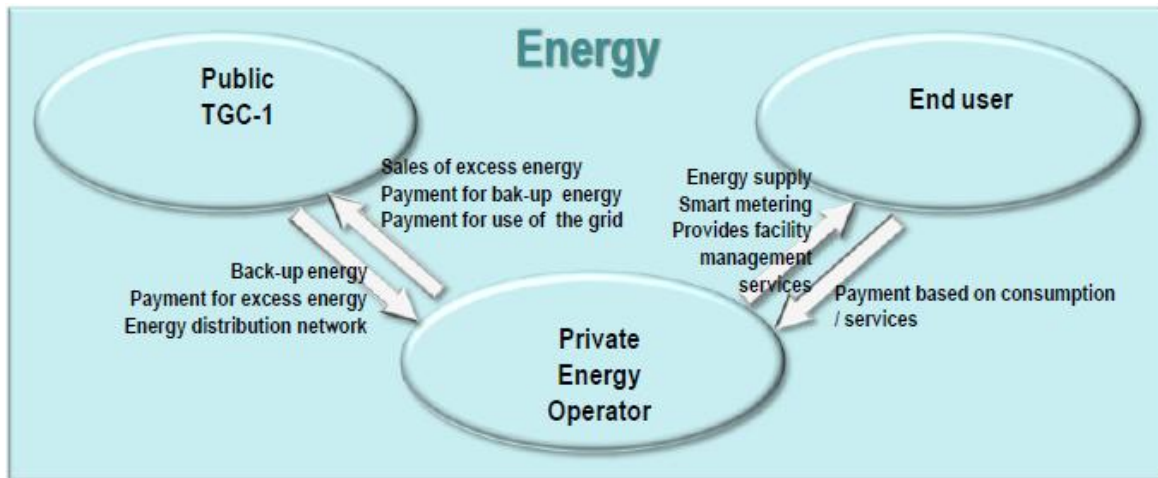 Energy
Public
TGC-1
End user
Sales of excess energy
Payment for bak-up energy
Payment for use of the grid
Energy supply
Smart metering
Provides facility
management
services
Back-up energy
Payment for excess energy
Energy distribution network
Payment based on consumption
/ services
Private
Energy
Operator